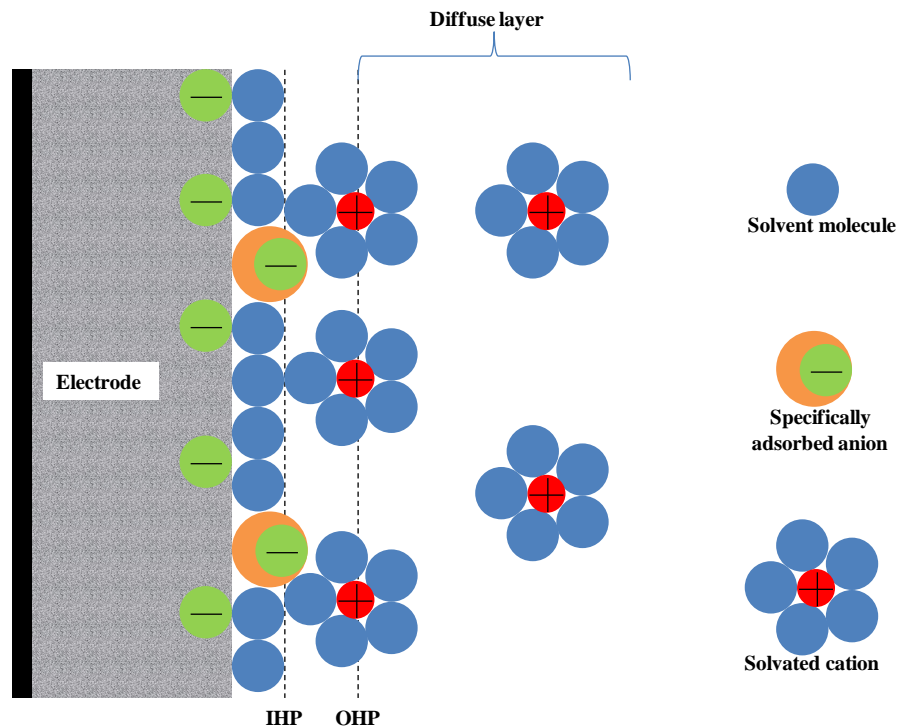 Diffuse layer
Solvent molecule
Electrode
Specifically
adsorbed anion
Solvated cation
IHP
OHP